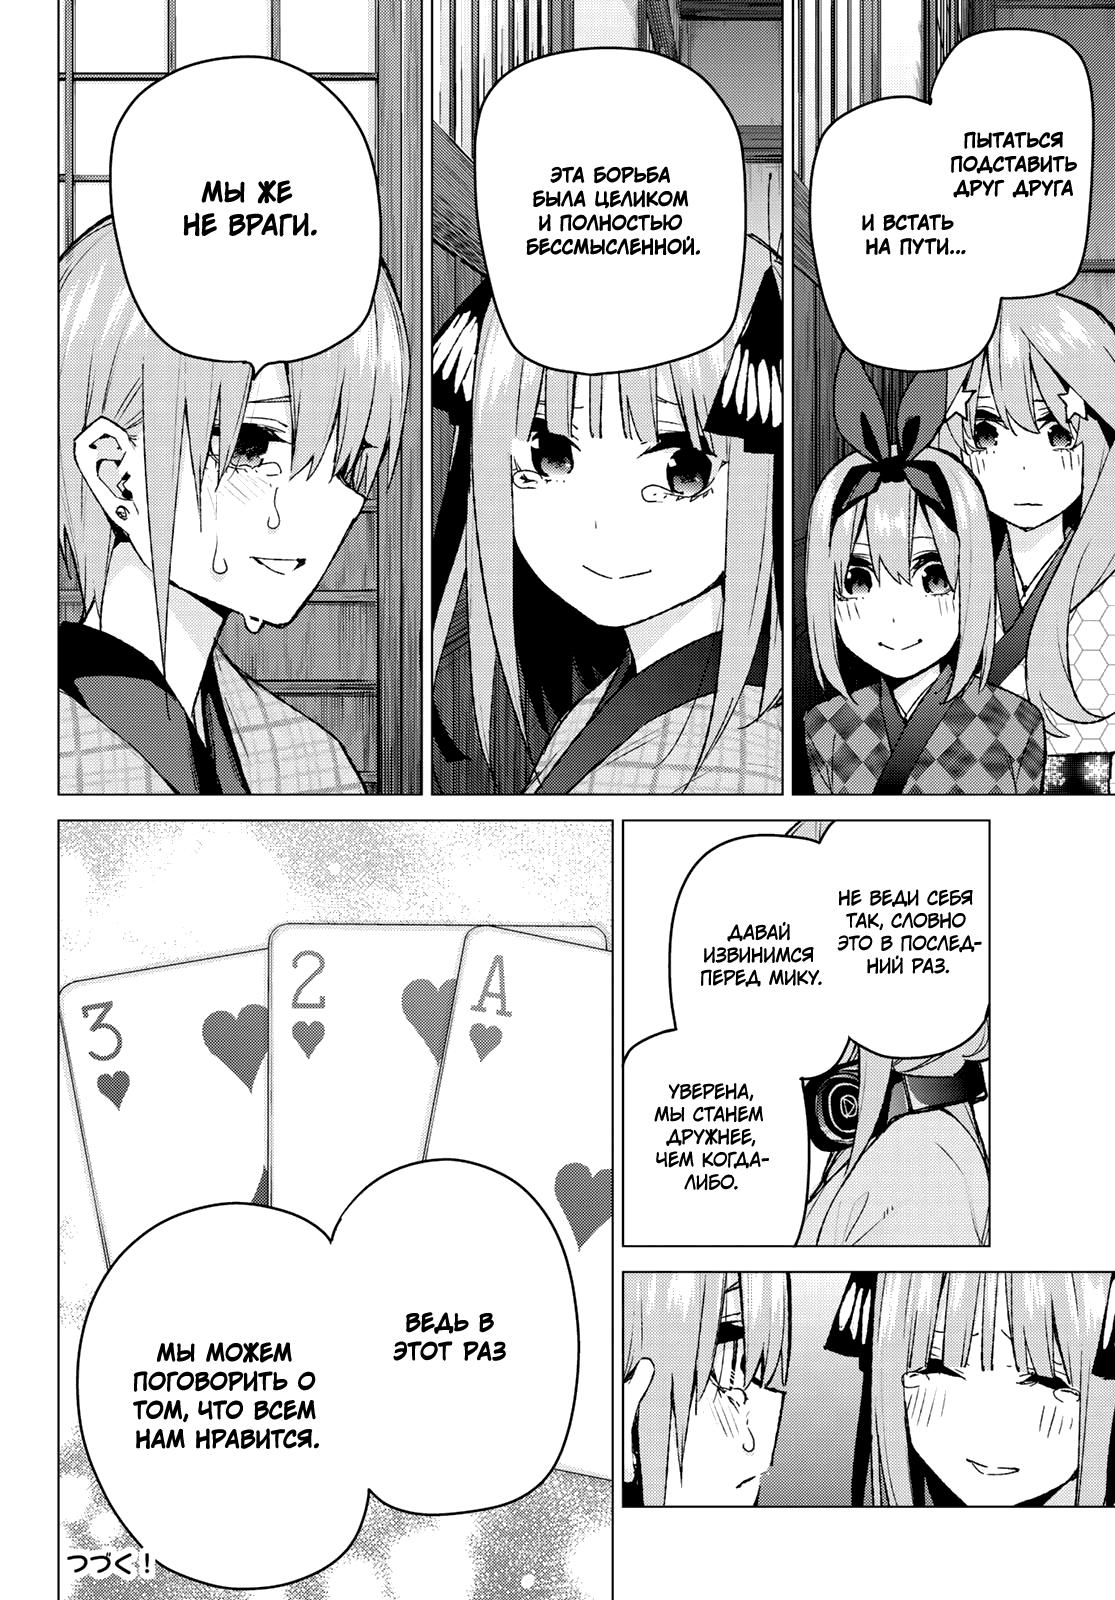 ПЫТАТЬСЯ
ПОДСТАВИТЬ
ДРУГ ДРУГА
И ВСТАТЬ
НА ПУТИ...
ЭТА БОРЬБА
БЫЛА ЦЕЛИКОМ
И ПОЛНОСТЬЮ
БЕССМЫСЛЕННОЙ.
МЫ ЖЕ
НЕ ВРАГИ.
НЕ ВЕДИ СЕБЯ
ТАК, СЛОВНО
ЭТО В ПОСЛЕД-
НИЙ РАЗ.
ДАВАЙ
ИЗВИНИМСЯ
ПЕРЕД МИКУ.
УВЕРЕНА,
МЫ СТАНЕМ
ДРУЖНЕЕ,
ЧЕМ КОГДА-
ЛИБО.
A
2
3
ВЕДЬ В
ЭТОТ РАЗ
МЫ МОЖЕМ
ПОГОВОРИТЬ О
ТОМ, ЧТО ВСЕМ
НАМ НРАВИТСЯ.
つづく!